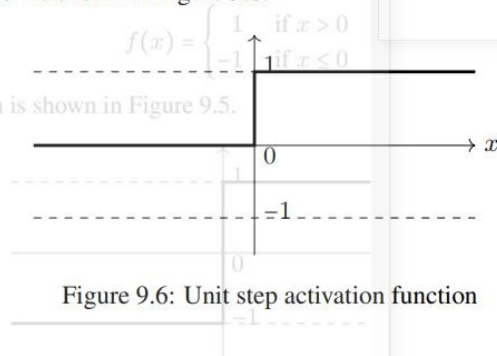 f(x) = { 1 if x > 0
-1 if x ≤ 0
1
is shown in Figure 9.5.
x
0
1
-1
0
Figure 9.6: Unit step activation function
-1